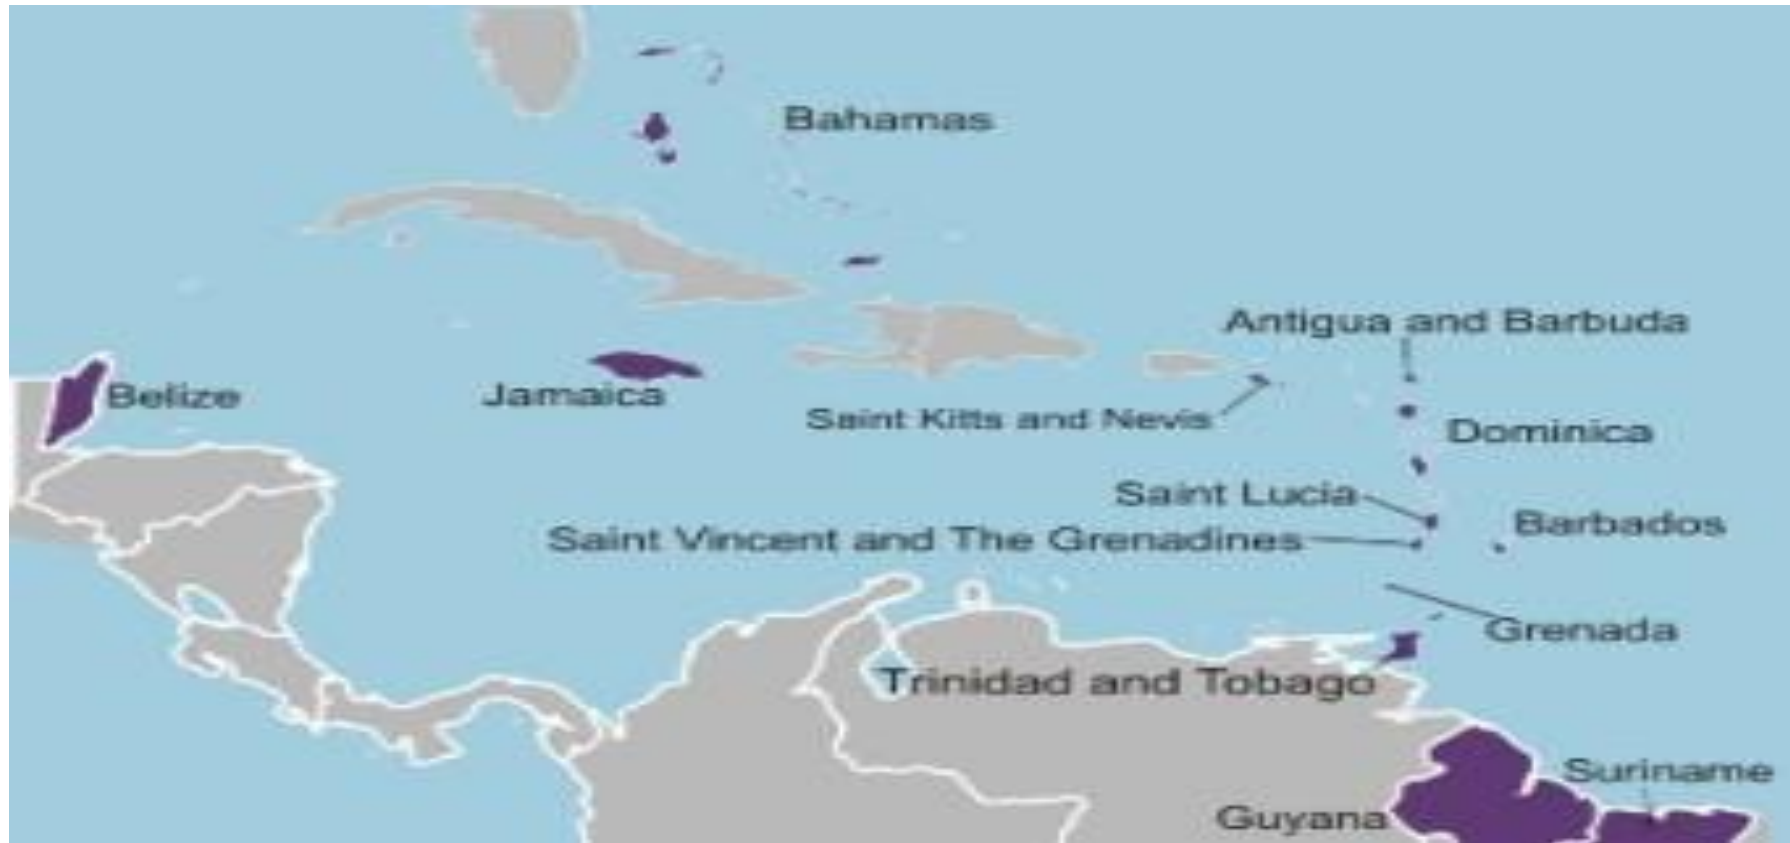 Bahamas
Antigua and Barbuda
Belize
Jamaica
Saint Kitts and Nevis
Dominica
Saint Lucia
Barbados
Saint Vincent and The Grenadines
Grenada
Trinidad and Tobago
Suriname
Guyana